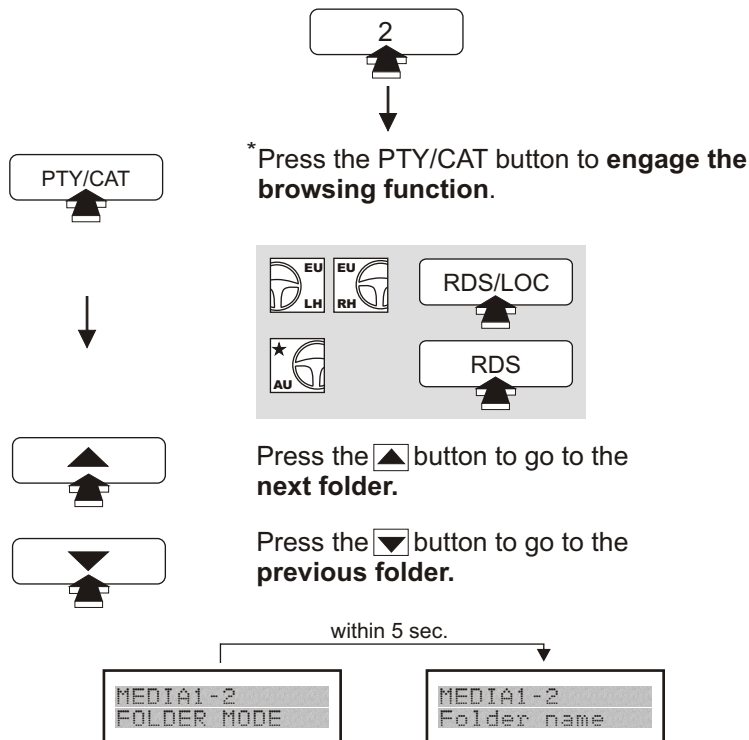 2
PTY/CAT
*Press the PTY/CAT button to engage the
browsing function.
EU
LH
EU
RH
RDS/LOC
★
AU
RDS
▲
Press the ▲ button to go to the
next folder.
▼
Press the ▼ button to go to the
previous folder.
within 5 sec.
MEDIA1-2
FOLDER MODE
MEDIA1-2
Folder name